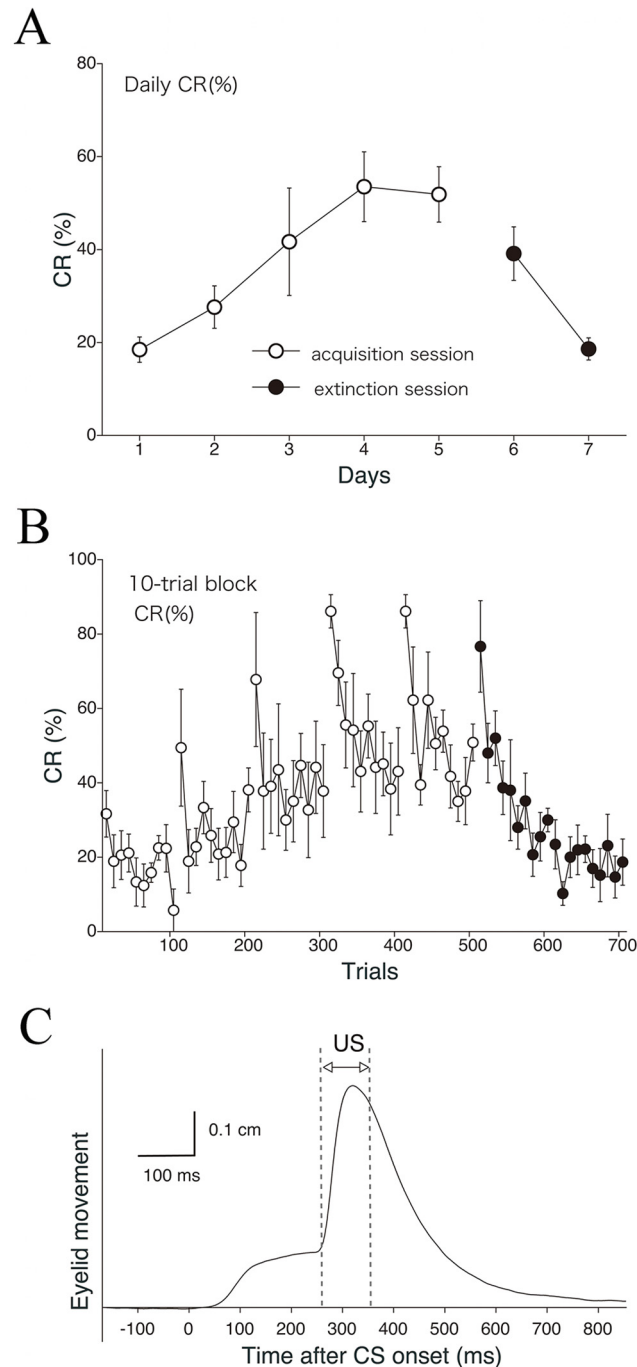 A
80
Daily CR(%)
60
CR (%)
40
20
acquisition session
extinction session
0
1 2 3 4 5 6 7
Days
B
100
10-trial block
CR(%)
80
60
CR (%)
40
20
0
100 200 300 400 500 600 700
Trials
C
US
0.1 cm
100 ms
Eyelid movement
-100 0 100 200 300 400 500 600 700 800
Time after CS onset (ms)